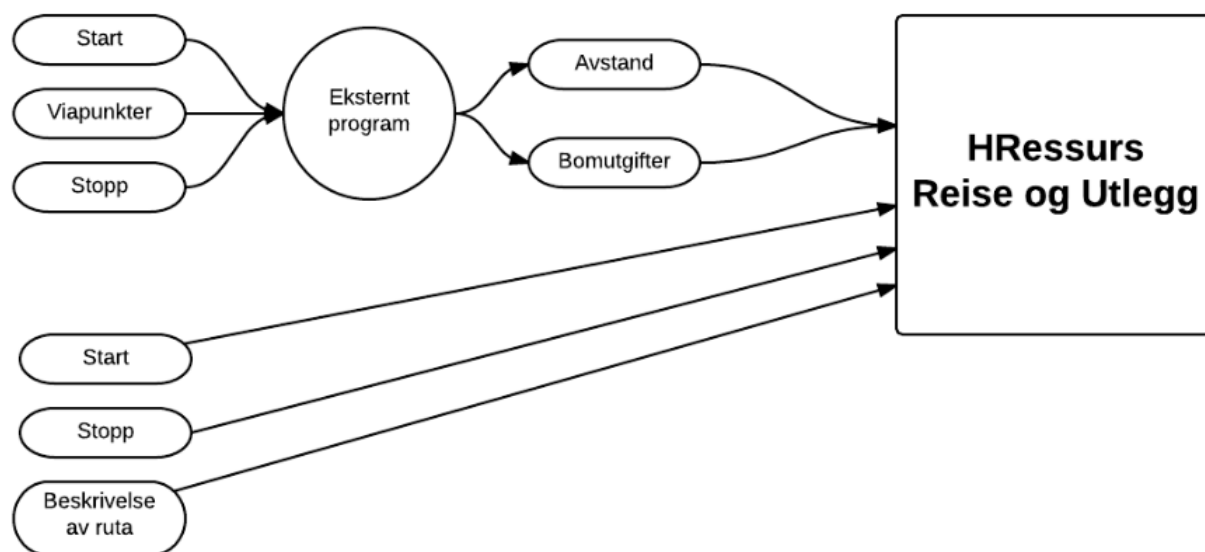 Start
Viapunkter
Stopp
Eksternt
program
Avstand
Bomutgifter
HRessurs
Reise og Utlegg
Start
Stopp
Beskrivelse
av ruta